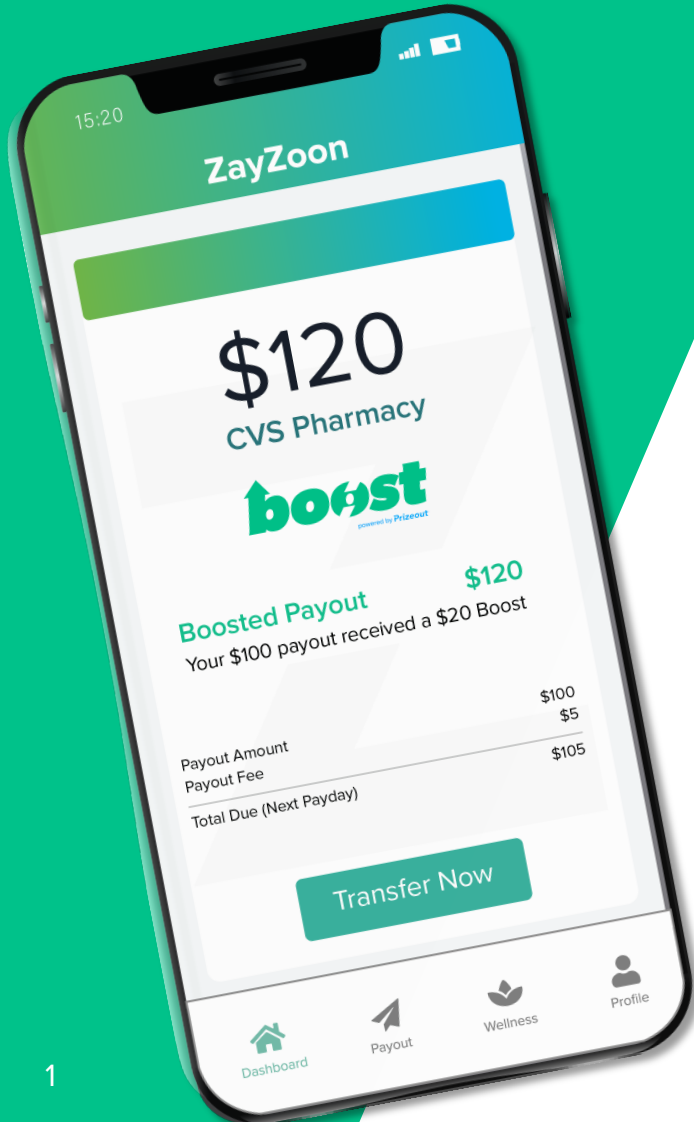 15:20
ZayZoon
$120
CVS Pharmacy
boost
powered by Prizeout
Boosted Payout $120
Your $100 payout received a $20 Boost
Payout Amount $100
Payout Fee $5
Total Due (Next Payday) $105
Transfer Now
Dashboard Payout Wellness Profile
1